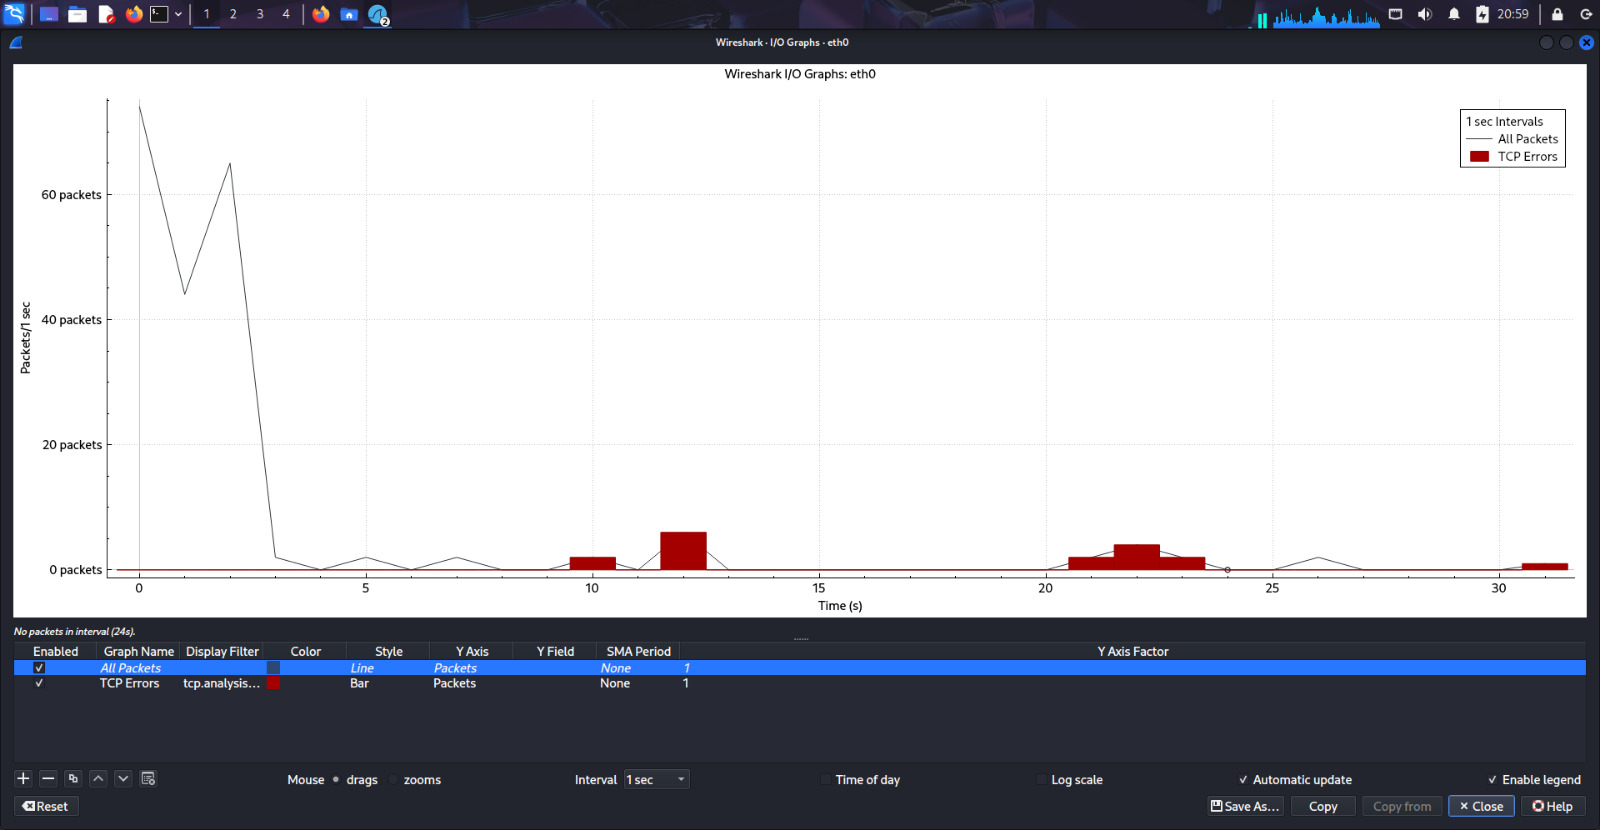 1 2 3 4 2 20:59
Wireshark · I/O Graphs · eth0
Wireshark I/O Graphs: eth0
1 sec Intervals
All Packets
TCP Errors
60 packets
40 packets
20 packets
0 packets
Packets/1 sec
0 5 10 15 20 25 30
Time (s)
No packets in interval (24s).
Enabled Graph Name Display Filter Color Style Y Axis Y Field SMA Period Y Axis Factor
All Packets Line Packets None 1
TCP Errors tcp.analysis... Bar Packets None 1
Mouse drags zooms Interval 1 sec Time of day Log scale Automatic update Enable legend
Reset Save As... Copy Copy from Close Help